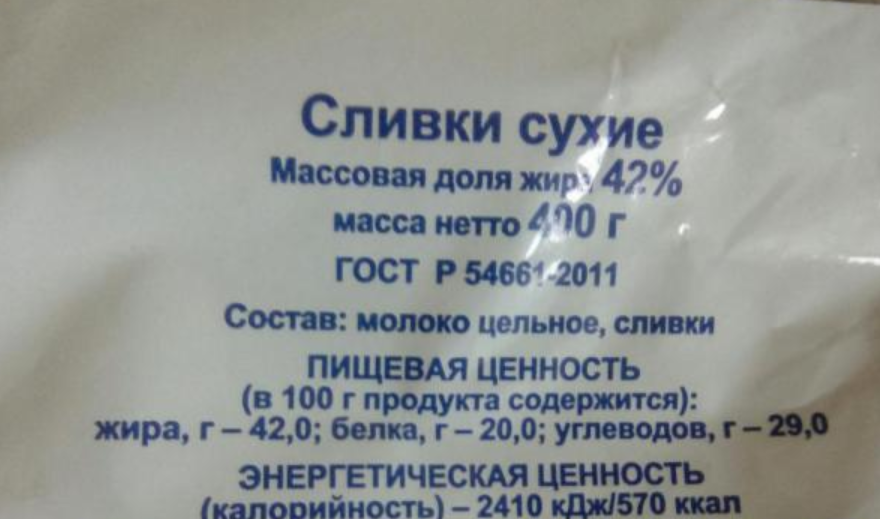 Сливки сухие
Массовая доля жира 42%
масса нетто 400 г
ГОСТ Р 54661-2011
Состав: молоко цельное, сливки
ПИЩЕВАЯ ЦЕННОСТЬ
(в 100 г продукта содержится):
жира, г – 42,0; белка, г – 20,0; углеводов, г – 29,0
ЭНЕРГЕТИЧЕСКАЯ ЦЕННОСТЬ
(калорийность) – 2410 кДж/570 ккал